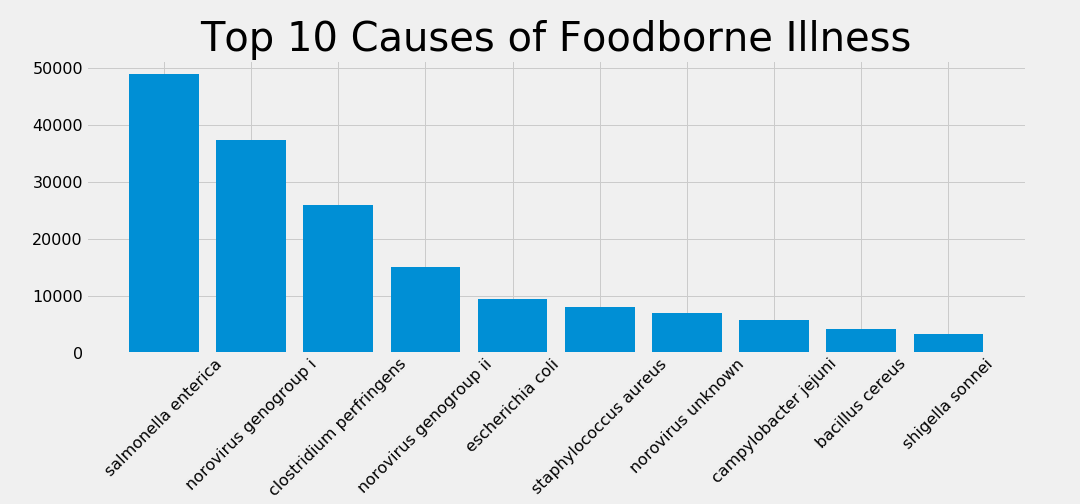 Top 10 Causes of Foodborne Illness
50000
40000
30000
20000
10000
0
salmonella enterica
norovirus genogroup i
clostridium perfringens
norovirus genogroup ii
escherichia coli
staphylococcus aureus
norovirus unknown
campylobacter jejuni
bacillus cereus
shigella sonnei